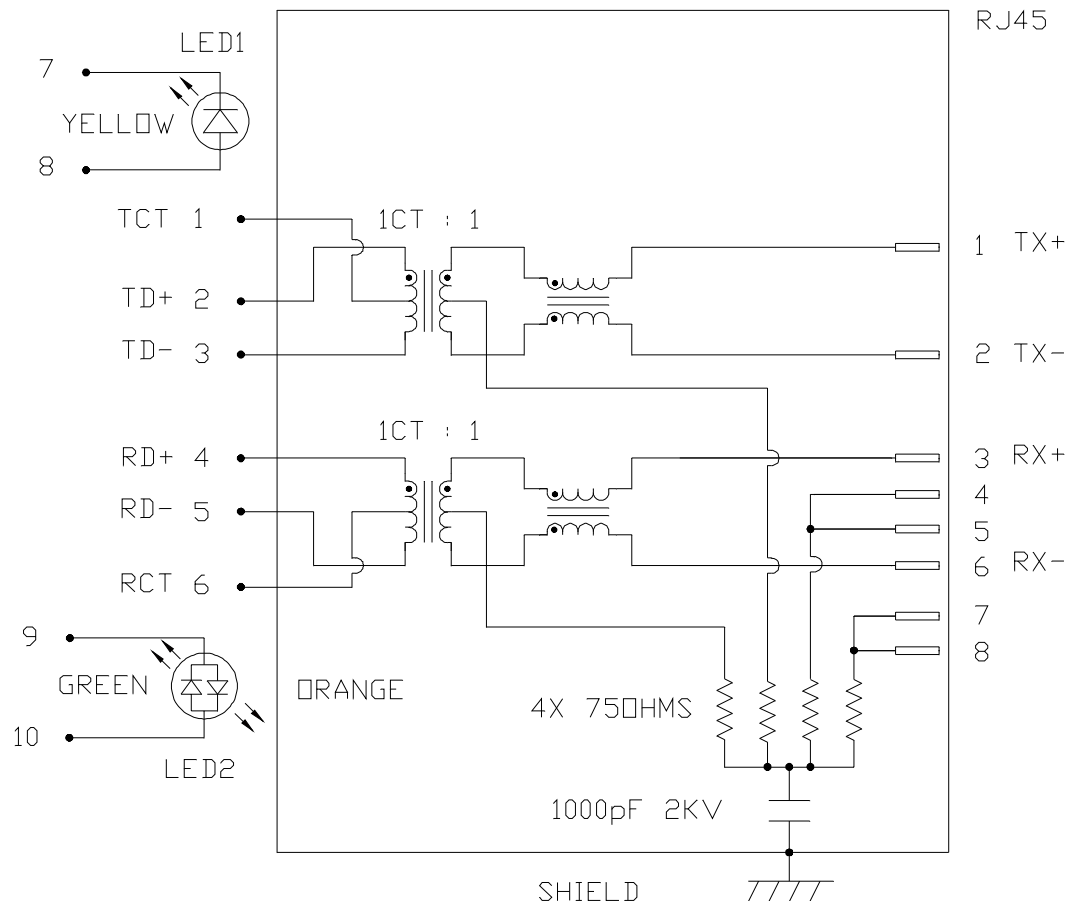 RJ45
LED1
7
YELLOW
8
TCT 1
1CT : 1
TD+ 2
TD- 3
1 TX+
2 TX-
1CT : 1
RD+ 4
RD- 5
RCT 6
3 RX+
4
5
6 RX-
7
8
9
GREEN
10
LED2
ORANGE
4X 75OHMS
1000pF 2KV
SHIELD